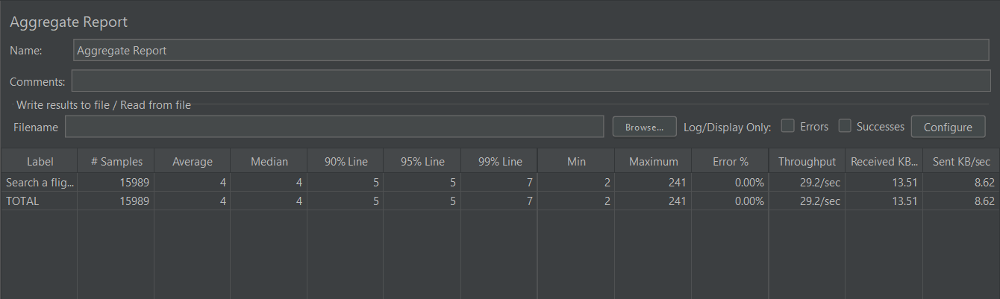 Aggregate Report
Name: Aggregate Report
Comments:
Write results to file / Read from file
Filename Browse... Log/Display Only: Errors Successes Configure
Label # Samples Average Median 90% Line 95% Line 99% Line Min Maximum Error % Throughput Received KB... Sent KB/sec
Search a flig... 15989 4 4 5 5 7 2 241 0.00% 29.2/sec 13.51 8.62
TOTAL 15989 4 4 5 5 7 2 241 0.00% 29.2/sec 13.51 8.62